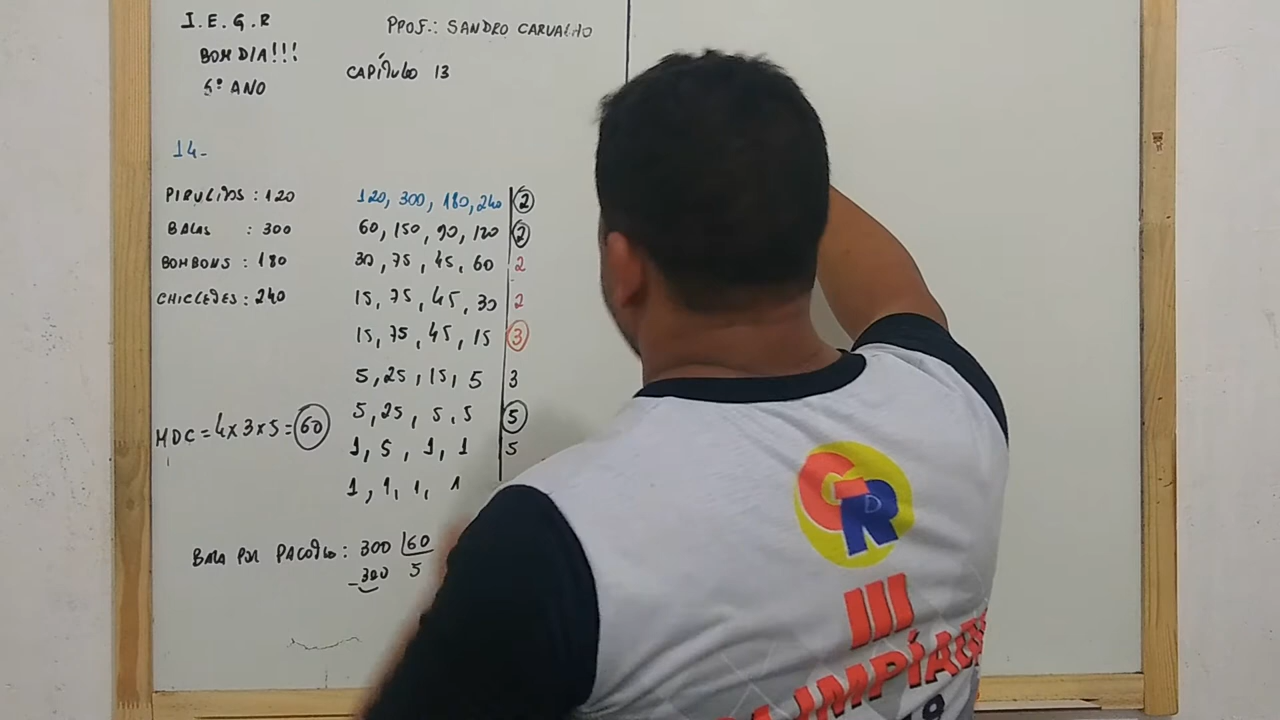 I.E.G.R
PROF.: SANDRO CARVALHO
BOM DIA!!!
CAPÍTULO 13
5º ANO
14-
PIRULITOS : 120
BALAS : 300
BOMBONS : 180
CHICLETES : 240
120, 300, 180, 240 | 2
60, 150, 90, 120 | 2
30, 75, 45, 60 | 2
15, 75, 45, 30 | 2
15, 75, 45, 15 | 3
5, 25, 15, 5 | 3
5, 25, 5, 5 | 5
1, 5, 1, 1 | 5
1, 1, 1, 1
MDC = 4 x 3 x 5 = 60
BALA POR PACOTE : 300 | 60
- 300 5
GR
III